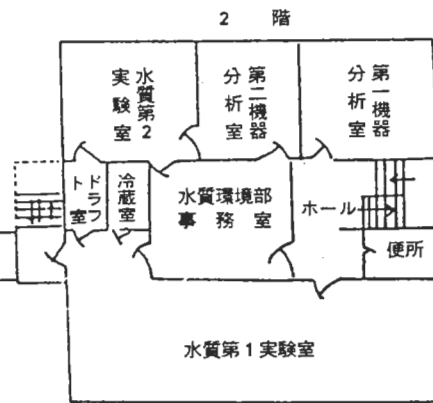 2 階
水質第2
実験室
第二機器
分析室
第一機器
分析室
ドラフ
ト室
冷蔵室
水質環境部
事務室
ホール
便所
水質第1実験室